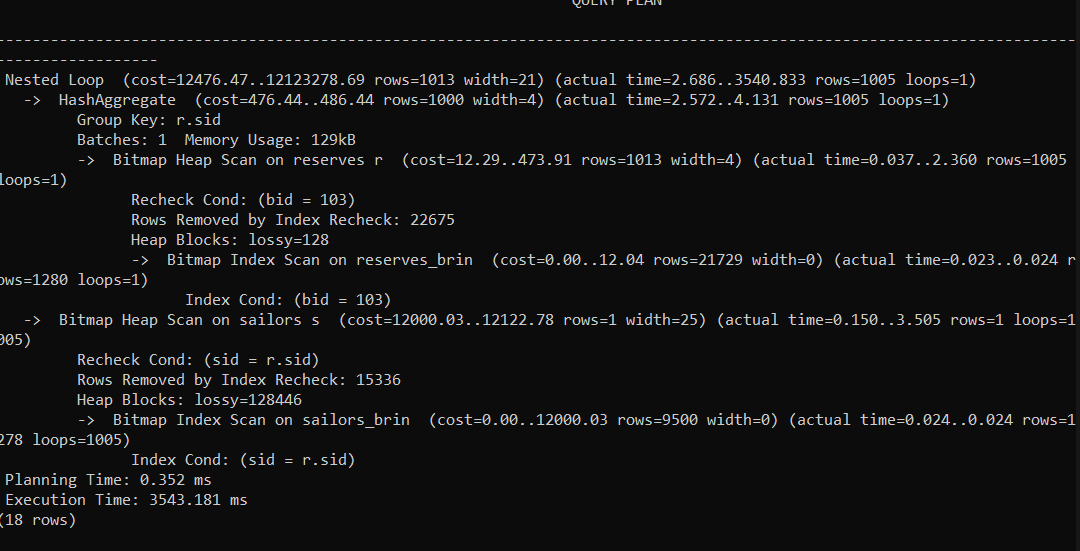 QUERY PLAN
---------------------------------------------------------------------------------------------------------------------
-----------------
Nested Loop  (cost=12476.47..12123278.69 rows=1013 width=21) (actual time=2.686..3540.833 rows=1005 loops=1)
  ->  HashAggregate  (cost=476.44..486.44 rows=1000 width=4) (actual time=2.572..4.131 rows=1005 loops=1)
        Group Key: r.sid
        Batches: 1  Memory Usage: 129kB
        ->  Bitmap Heap Scan on reserves r  (cost=12.29..473.91 rows=1013 width=4) (actual time=0.037..2.360 rows=1005
loops=1)
              Recheck Cond: (bid = 103)
              Rows Removed by Index Recheck: 22675
              Heap Blocks: lossy=128
              ->  Bitmap Index Scan on reserves_brin  (cost=0.00..12.04 rows=21729 width=0) (actual time=0.023..0.024 r
ows=1280 loops=1)
                    Index Cond: (bid = 103)
  ->  Bitmap Heap Scan on sailors s  (cost=12000.03..12122.78 rows=1 width=25) (actual time=0.150..3.505 rows=1 loops=1
005)
        Recheck Cond: (sid = r.sid)
        Rows Removed by Index Recheck: 15336
        Heap Blocks: lossy=128446
        ->  Bitmap Index Scan on sailors_brin  (cost=0.00..12000.03 rows=9500 width=0) (actual time=0.024..0.024 rows=1
278 loops=1005)
              Index Cond: (sid = r.sid)
Planning Time: 0.352 ms
Execution Time: 3543.181 ms
(18 rows)